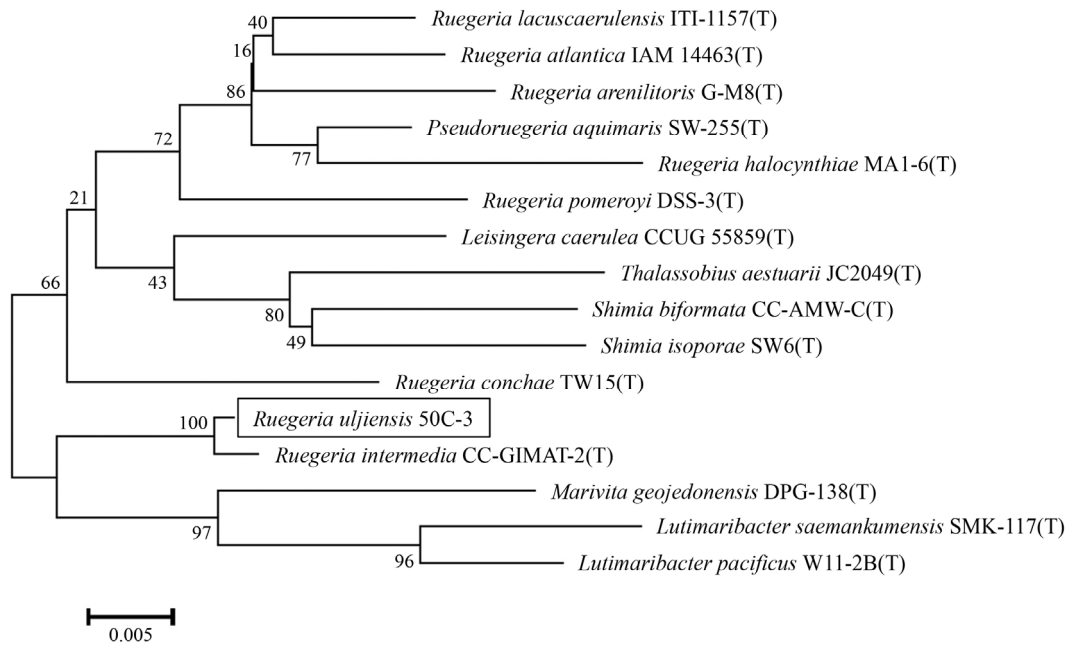 40
Ruegeria lacuscaerulensis ITI-1157(T)
16
Ruegeria atlantica IAM 14463(T)
86
Ruegeria arenilitoris G-M8(T)
72
Pseudoruegeria aquimaris SW-255(T)
77
Ruegeria halocynthiae MA1-6(T)
21
Ruegeria pomeroyi DSS-3(T)
Leisingera caerulea CCUG 55859(T)
43
Thalassobius aestuarii JC2049(T)
66
80
Shimia biformata CC-AMW-C(T)
49
Shimia isoporae SW6(T)
Ruegeria conchae TW15(T)
100
Ruegeria uljiensis 50C-3
Ruegeria intermedia CC-GIMAT-2(T)
Marivita geojedonensis DPG-138(T)
97
Lutimaribacter saemankumensis SMK-117(T)
96
Lutimaribacter pacificus W11-2B(T)
0.005